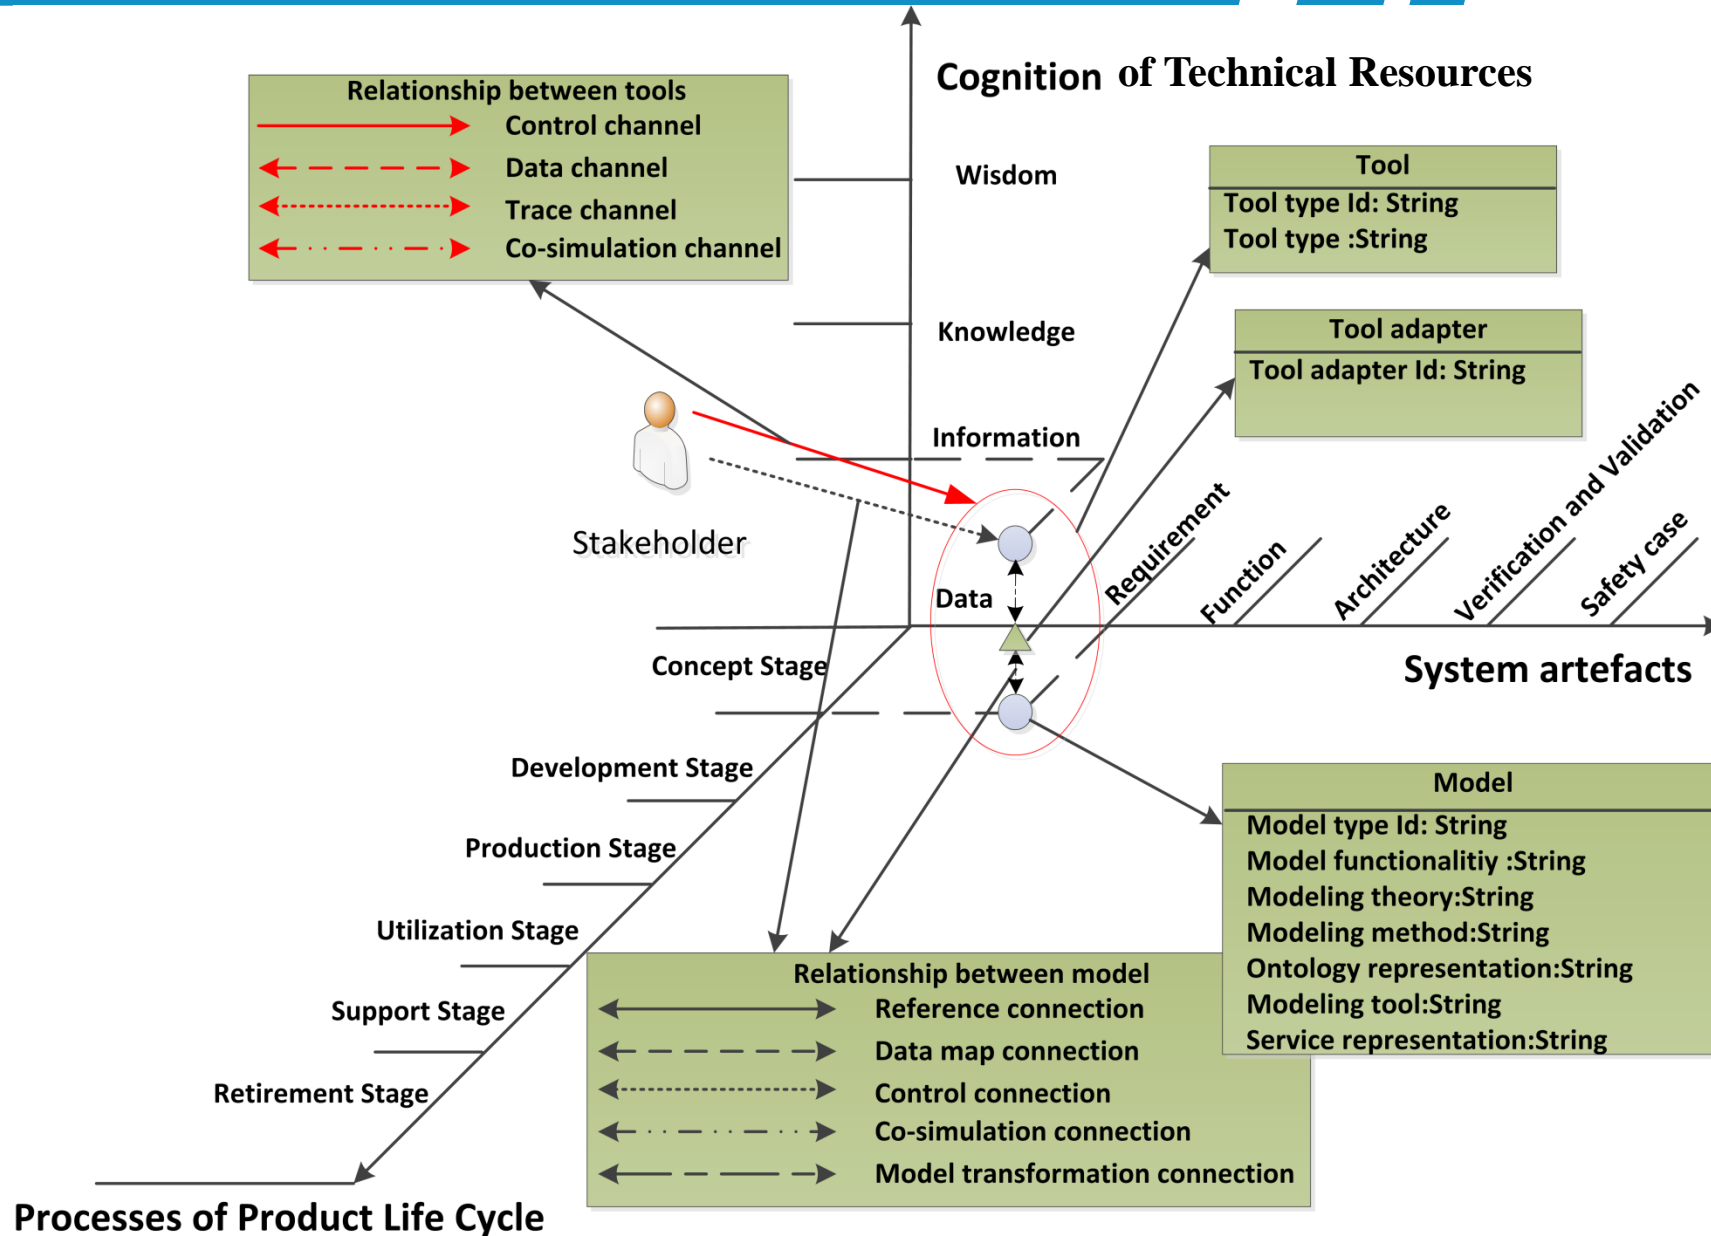 Cognition of Technical Resources
Relationship between tools
Control channel
Data channel
Trace channel
Co-simulation channel
Wisdom
Knowledge
Information
Data
Tool
Tool type Id: String
Tool type :String
Tool adapter
Tool adapter Id: String
Stakeholder
Requirement
Function
Architecture
Verification and Validation
Safety case
System artefacts
Concept Stage
Development Stage
Production Stage
Utilization Stage
Support Stage
Retirement Stage
Processes of Product Life Cycle
Model
Model type Id: String
Model functionalitiy :String
Modeling theory:String
Modeling method:String
Ontology representation:String
Modeling tool:String
Service representation:String
Relationship between model
Reference connection
Data map connection
Control connection
Co-simulation connection
Model transformation connection